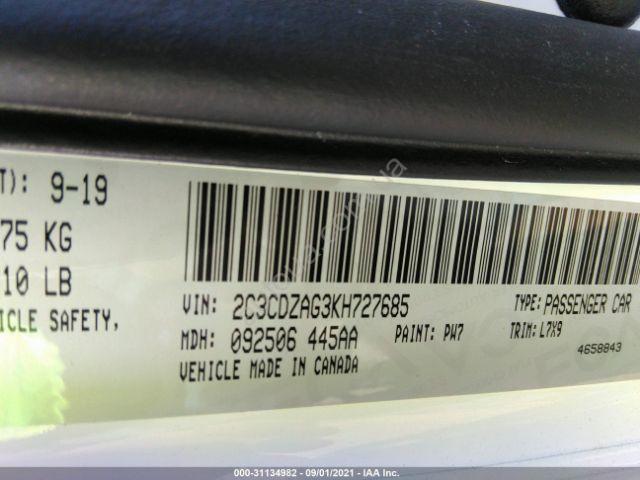 T): 9-19
75 KG
10 LB
ICLE SAFETY,
VIN: 2C3CDZAG3KH727685 TYPE: PASSENGER CAR
MDH: 092506 445AA PAINT: PW7 TRIM: L7X9
VEHICLE MADE IN CANADA 4658843
000-31134982 - 09/01/2021 - IAA Inc.